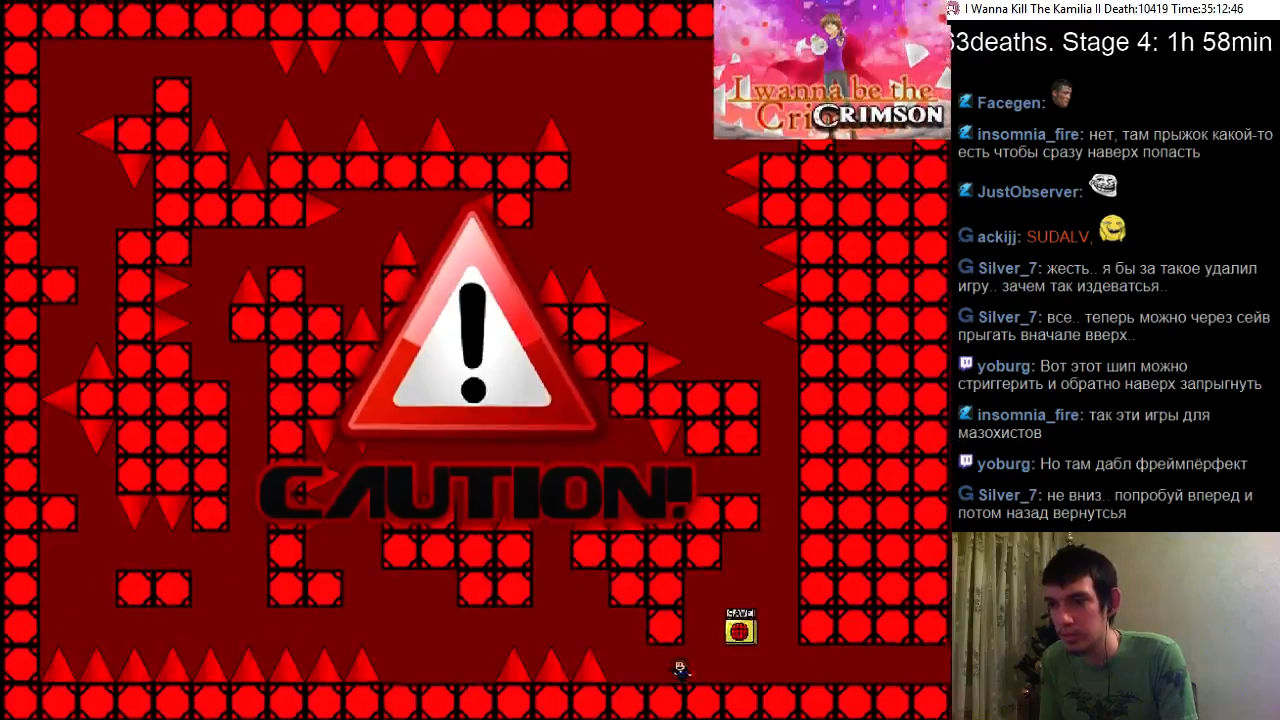 I Wanna Kill The Kamilia II Death:10419 Time:35:12:46
63deaths. Stage 4: 1h 58min
I wanna be the
CRIMSON
Facegen:
insomnia_fire: нет, там прыжок какой-то
есть чтобы сразу наверх попасть
JustObserver:
ackijj: SUDALV,
Silver_7: жесть.. я бы за такое удалил
игру.. зачем так издеваться..
Silver_7: все.. теперь можно через сейв
прыгать вначале вверх..
yoburg: Вот этот шип можно
стриггерить и обратно наверх запрыгнуть
insomnia_fire: так эти игры для
мазохистов
yoburg: Но там дабл фреймпёрфект
Silver_7: не вниз.. попробуй вперед и
потом назад вернутсья
CAUTION!
SAVE